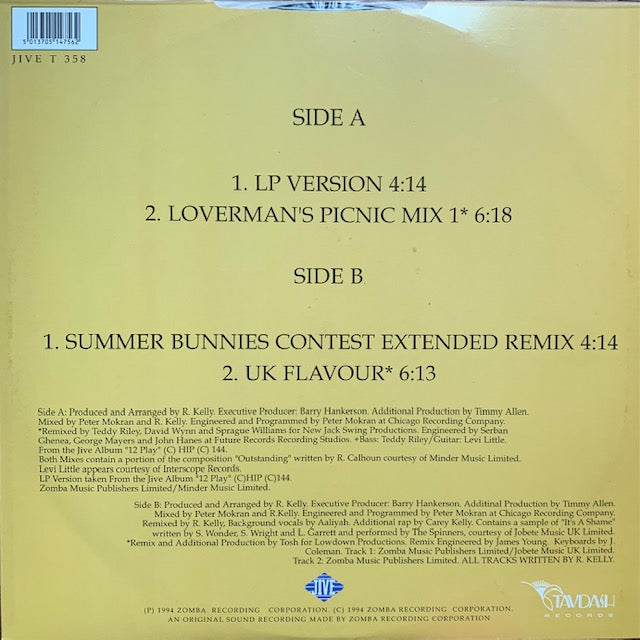 5 013705 147562
JIVE T 358
SIDE A
1. LP VERSION 4:14
2. LOVERMAN'S PICNIC MIX 1* 6:18
SIDE B
1. SUMMER BUNNIES CONTEST EXTENDED REMIX 4:14
2. UK FLAVOUR* 6:13
Side A: Produced and Arranged by R. Kelly. Executive Producer: Barry Hankerson. Additional Production by Timmy Allen.
Mixed by Peter Mokran and R. Kelly. Engineered and Programmed by Peter Mokran at Chicago Recording Company.
*Remixed by Teddy Riley, David Wynn and Sprague Williams for New Jack Swing Productions. Engineered by Serban
Ghenea, George Mayers and John Hanes at Future Records Recording Studios. +Bass: Teddy Riley/Guitar: Levi Little.
From the Jive Album "12 Play" (C) HIP (C) 144.
Both Mixes contain a portion of the composition "Outstanding" written by R. Calhoun courtesy of Minder Music Limited.
Levi Little appears courtesy of Interscope Records.
LP Version taken From the Jive Album "12 Play" (C)HIP (C)144.
Zomba Music Publishers Limited/Minder Music Limited.
Side B: Produced and Arranged by R. Kelly. Executive Producer: Barry Hankerson. Additinal Production by Timmy Allen.
Mixed by Peter Mokran and R.Kelly. Engineered and Programmed by Peter Mokran at Chicago Recording Company.
Remixed by R. Kelly, Background vocals by Aaliyah. Additional rap by Carey Kelly. Contains a sample of "It's A Shame"
written by S. Wonder, S. Wright and L. Garrett and performed by The Spinners, courtesy of Jobete Music UK Limited.
*Remix and Additional Production by Tosh for Lowdown Productions. Remix Engineered by James Young. Keyboards by J.
Coleman. Track 1: Zomba Music Publishers Limited/Jobete Music UK Limited.
Track 2: Zomba Music Publishers Limited. ALL TRACKS WRITTEN BY R. KELLY.
JIVE
TAVDASH
RECORDS
(P) 1994 ZOMBA RECORDING CORPORATION. (C) 1994 ZOMBA RECORDING CORPORATION.
AN ORIGINAL SOUND RECORDING MADE BY ZOMBA RECORDING CORPORATION